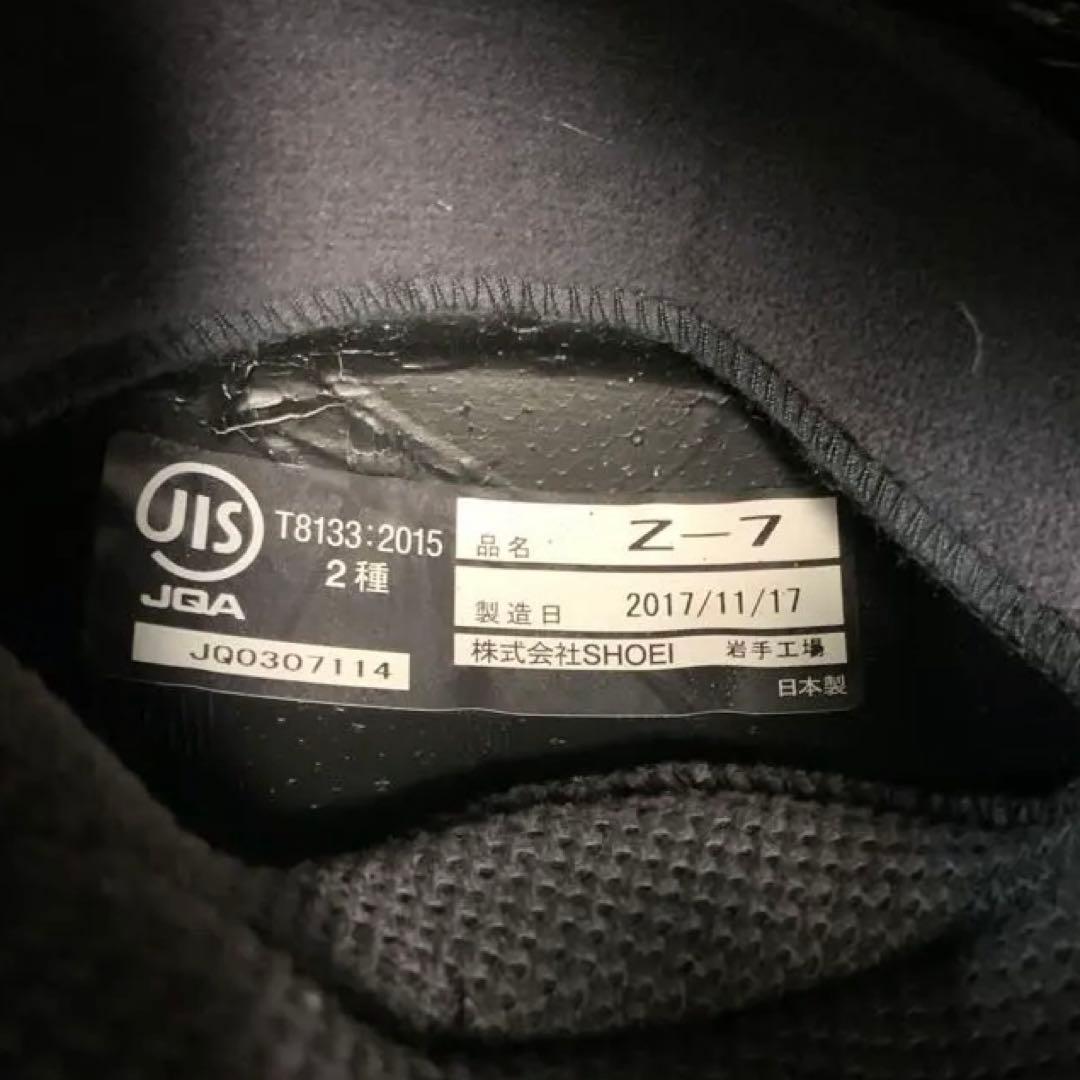 JIS
JQA
T8133:2015
2種
JQ0307114
品名 Z-7
製造日 2017/11/17
株式会社SHOEI 岩手工場
日本製